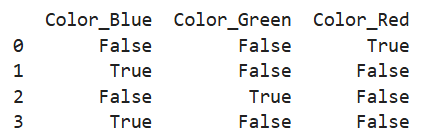 Color_Blue Color_Green Color_Red
0 False False True
1 True False False
2 False True False
3 True False False